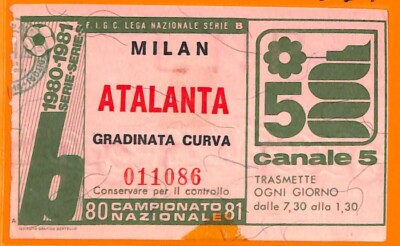 F.I.G.C. LEGA NAZIONALE SERIE B
1980-1981
SERIE-SERIE-S
MILAN
ATALANTA
GRADINATA CURVA
011086
Conservare per il controllo
b
80 CAMPIONATO 81
NAZIONALE
5
canale 5
TRASMETTE
OGNI GIORNO
dalle 7,30 alla 1,30